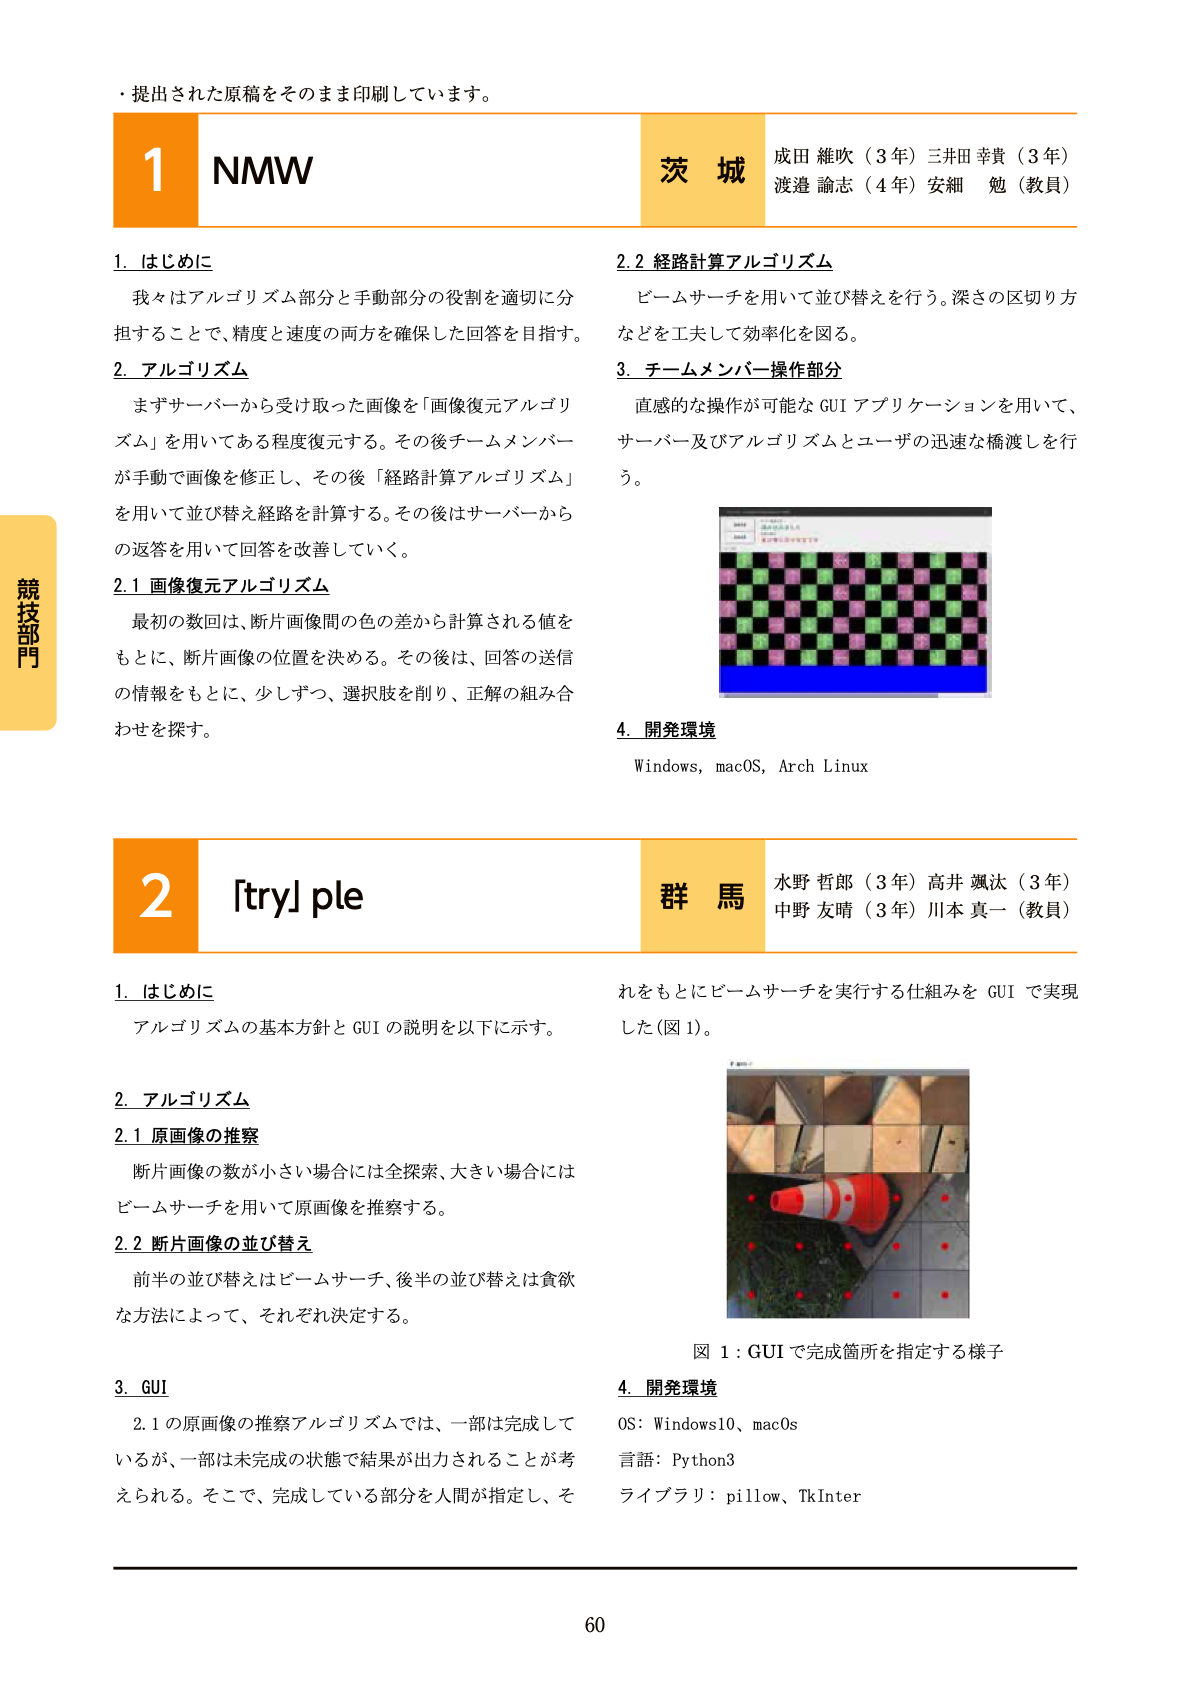 ・提出された原稿をそのまま印刷しています。
1
NMW
茨 城
成田 維吹（３年）三井田 幸貴（３年）
渡邉 諭志（４年）安細　勉（教員）
1. はじめに
我々はアルゴリズム部分と手動部分の役割を適切に分
担することで、精度と速度の両方を確保した回答を目指す。
2. アルゴリズム
まずサーバーから受け取った画像を「画像復元アルゴリ
ズム」を用いてある程度復元する。その後チームメンバー
が手動で画像を修正し、その後「経路計算アルゴリズム」
を用いて並び替え経路を計算する。その後はサーバーから
の返答を用いて回答を改善していく。
2.1 画像復元アルゴリズム
最初の数回は、断片画像間の色の差から計算される値を
もとに、断片画像の位置を決める。その後は、回答の送信
の情報をもとに、少しずつ、選択肢を削り、正解の組み合
わせを探す。
2.2 経路計算アルゴリズム
ビームサーチを用いて並び替えを行う。深さの区切り方
などを工夫して効率化を図る。
3. チームメンバー操作部分
直感的な操作が可能な GUI アプリケーションを用いて、
サーバー及びアルゴリズムとユーザの迅速な橋渡しを行
う。
4. 開発環境
Windows, macOS, Arch Linux
競技部門
2
「try」ple
群 馬
水野 哲郎（３年）高井 颯汰（３年）
中野 友晴（３年）川本 真一（教員）
1. はじめに
アルゴリズムの基本方針と GUI の説明を以下に示す。
2. アルゴリズム
2.1 原画像の推察
断片画像の数が小さい場合には全探索、大きい場合には
ビームサーチを用いて原画像を推察する。
2.2 断片画像の並び替え
前半の並び替えはビームサーチ、後半の並び替えは貪欲
な方法によって、それぞれ決定する。
3. GUI
2.1 の原画像の推察アルゴリズムでは、一部は完成して
いるが、一部は未完成の状態で結果が出力されることが考
えられる。そこで、完成している部分を人間が指定し、そ
れをもとにビームサーチを実行する仕組みを GUI で実現
した(図 1)。
図 1：GUI で完成箇所を指定する様子
4. 開発環境
OS: Windows10、macOs
言語: Python3
ライブラリ: pillow、TkInter
60